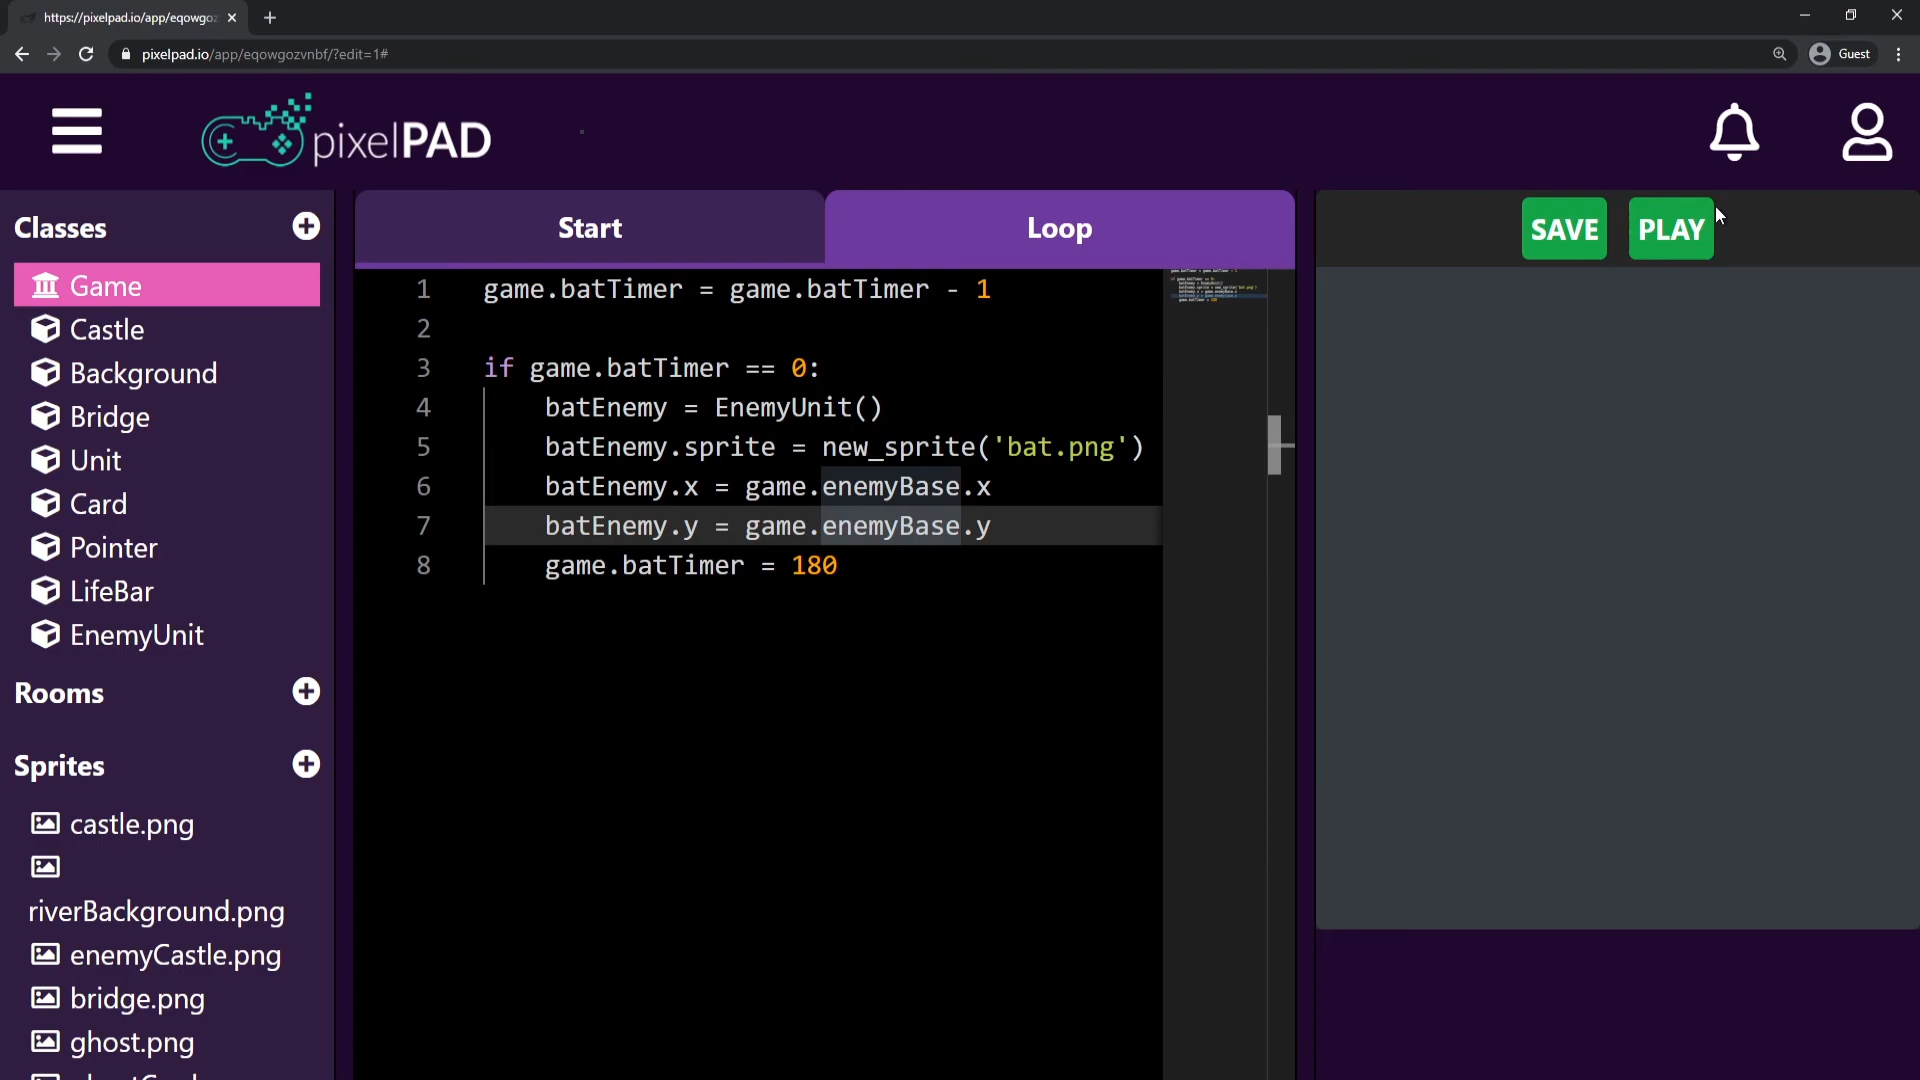 https://pixelpad.io/app/eqowgoz
pixelpad.io/app/eqowgozvnbf/?edit=1#
Guest
pixelPAD
Classes
Game
Castle
Background
Bridge
Unit
Card
Pointer
LifeBar
EnemyUnit
Rooms
Sprites
castle.png
riverBackground.png
enemyCastle.png
bridge.png
ghost.png
Start
Loop
1 game.batTimer = game.batTimer - 1
2
3 if game.batTimer == 0:
4 batEnemy = EnemyUnit()
5 batEnemy.sprite = new_sprite('bat.png')
6 batEnemy.x = game.enemyBase.x
7 batEnemy.y = game.enemyBase.y
8 game.batTimer = 180
SAVE
PLAY